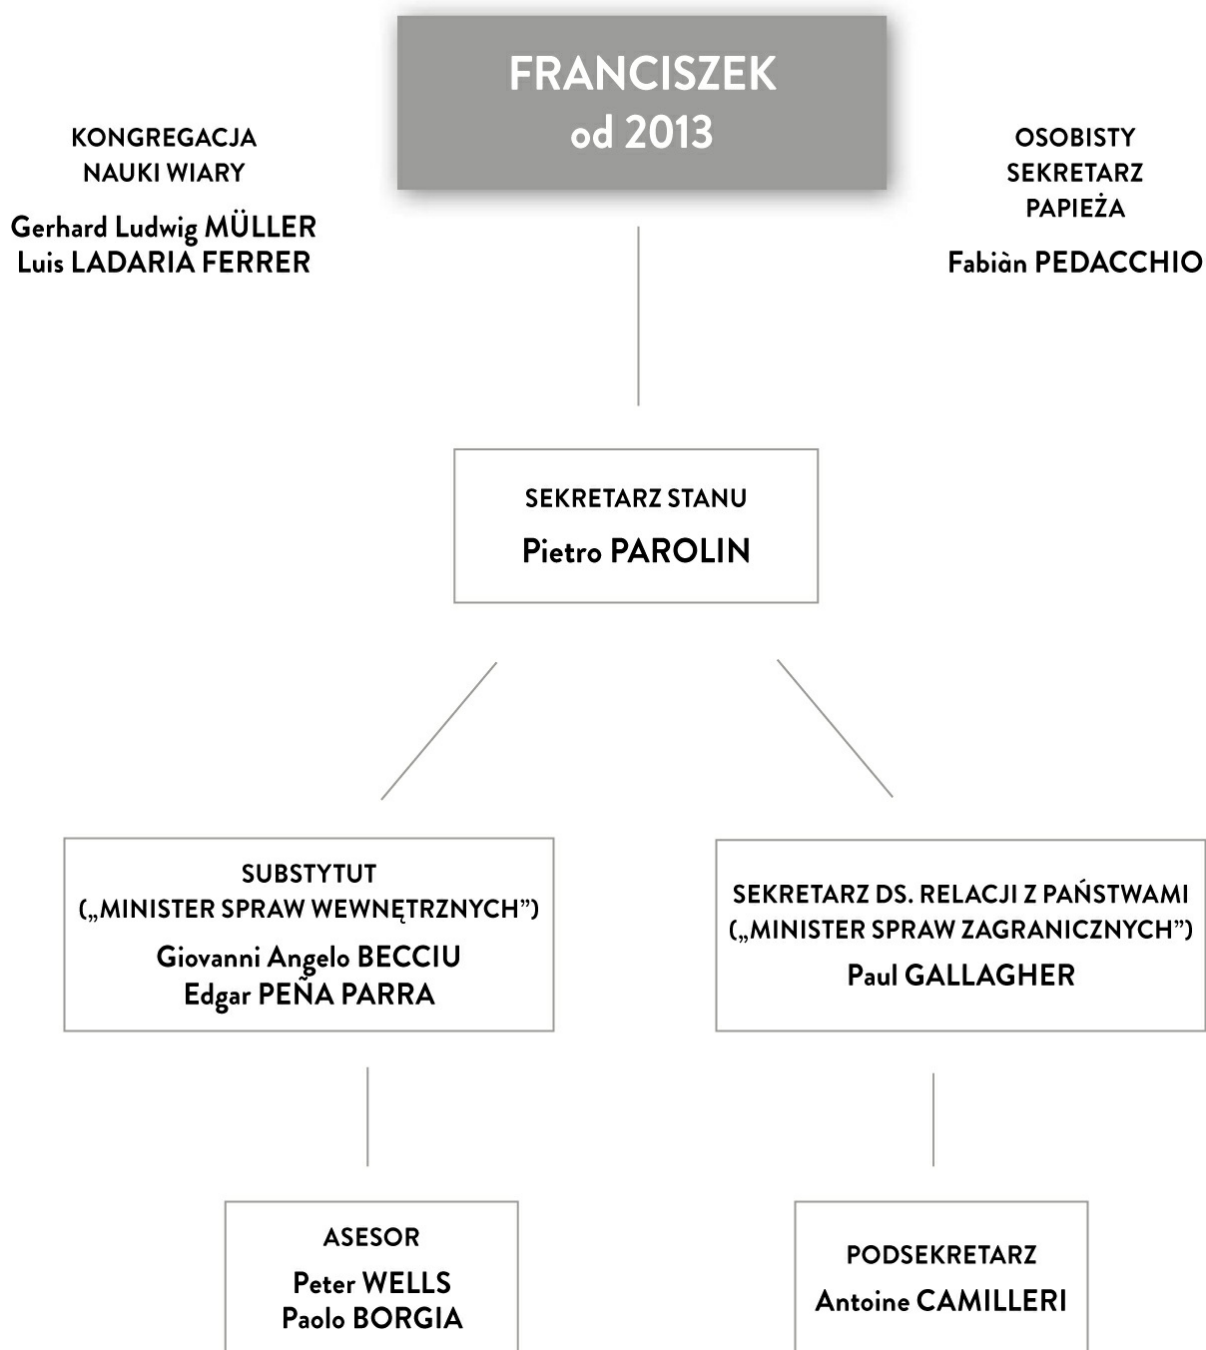 FRANCISZEK
od 2013
KONGREGACJA
NAUKI WIARY
Gerhard Ludwig MÜLLER
Luis LADARIA FERRER
OSOBISTY
SEKRETARZ
PAPIEŻA
Fabiàn PEDACCHIO
SEKRETARZ STANU
Pietro PAROLIN
SUBSTYTUT
(„MINISTER SPRAW WEWNĘTRZNYCH”)
Giovanni Angelo BECCIU
Edgar PEÑA PARRA
SEKRETARZ DS. RELACJI Z PAŃSTWAMI
(„MINISTER SPRAW ZAGRANICZNYCH”)
Paul GALLAGHER
ASESOR
Peter WELLS
Paolo BORGIA
PODSEKRETARZ
Antoine CAMILLERI